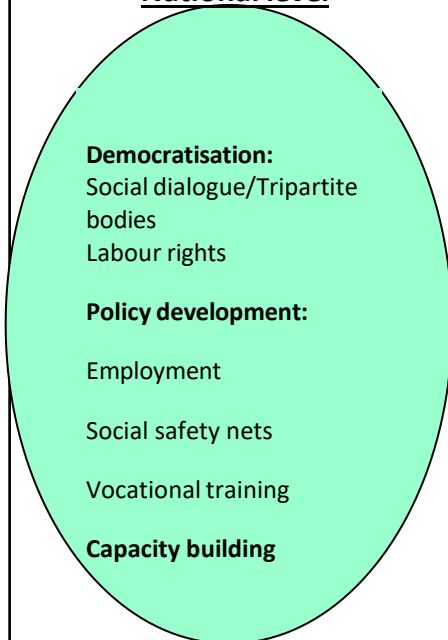 National level
Democratisation:
Social dialogue/Tripartite
bodies
Labour rights
Policy development:
Employment
Social safety nets
Vocational training
Capacity building